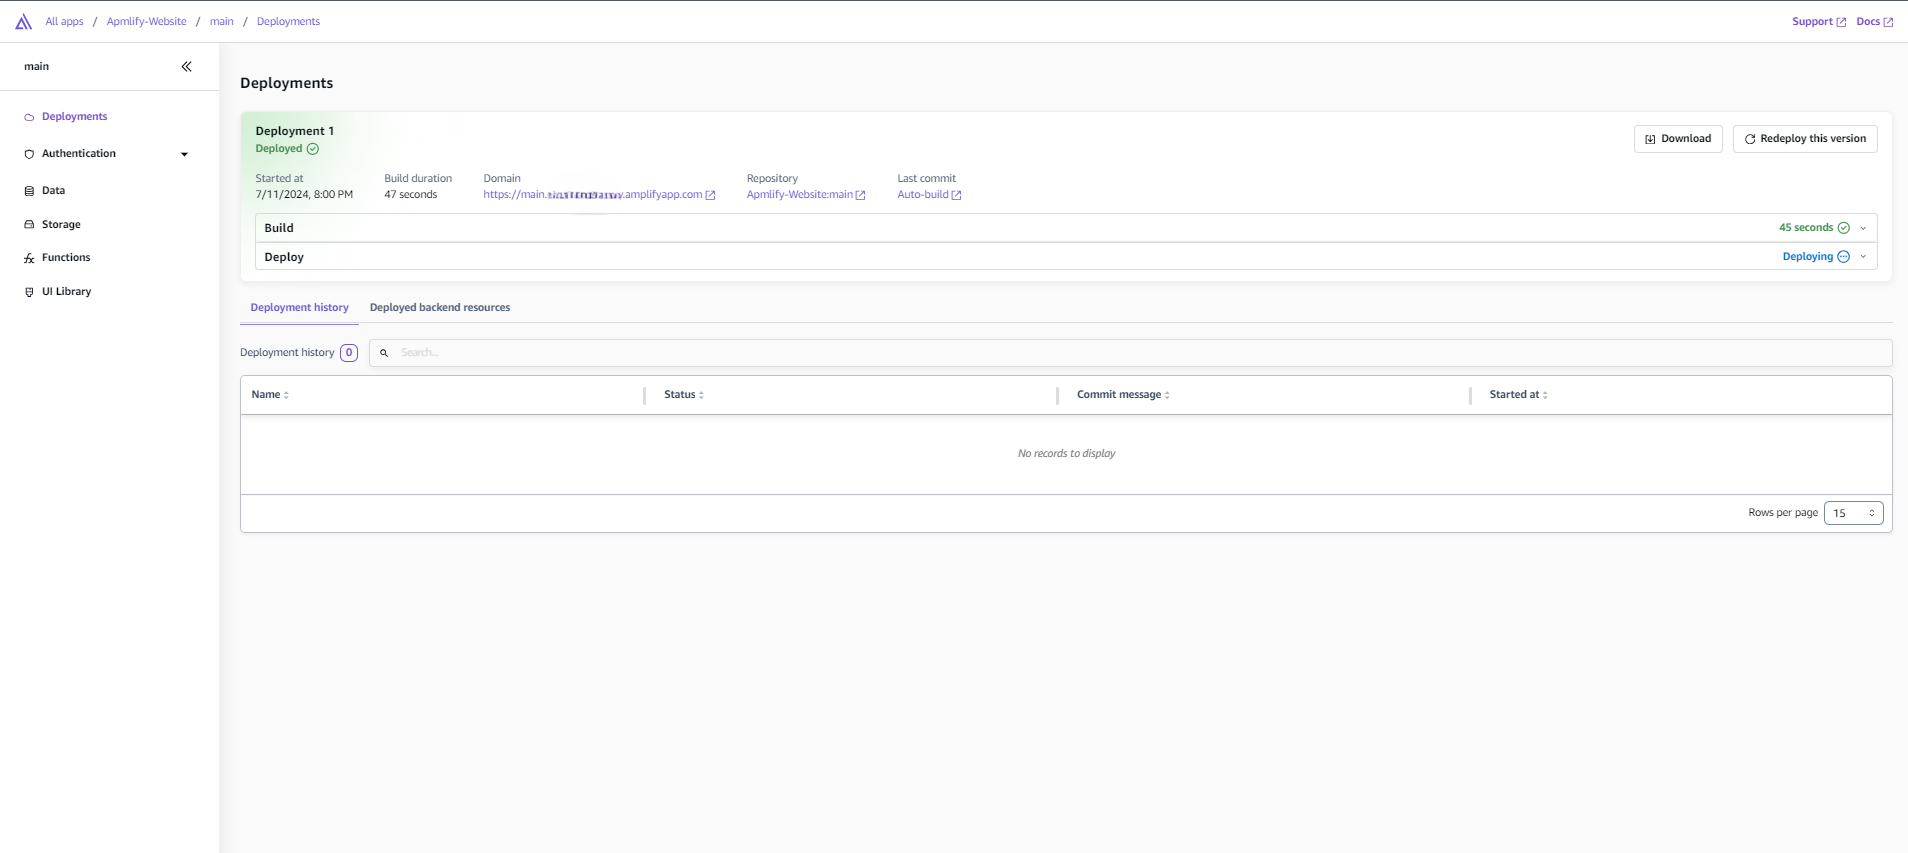 All apps / Apmlify-Website / main / Deployments
Support Docs
main
Deployments
Authentication
Data
Storage
Functions
UI Library
Deployments
Deployment 1
Deployed
Download
Redeploy this version
Started at
7/11/2024, 8:00 PM
Build duration
47 seconds
Domain
https://main. .amplifyapp.com
Repository
Apmlify-Website:main
Last commit
Auto-build
Build 45 seconds
Deploy Deploying
Deployment history Deployed backend resources
Deployment history 0 Search...
Name Status Commit message Started at
No records to display
Rows per page 15